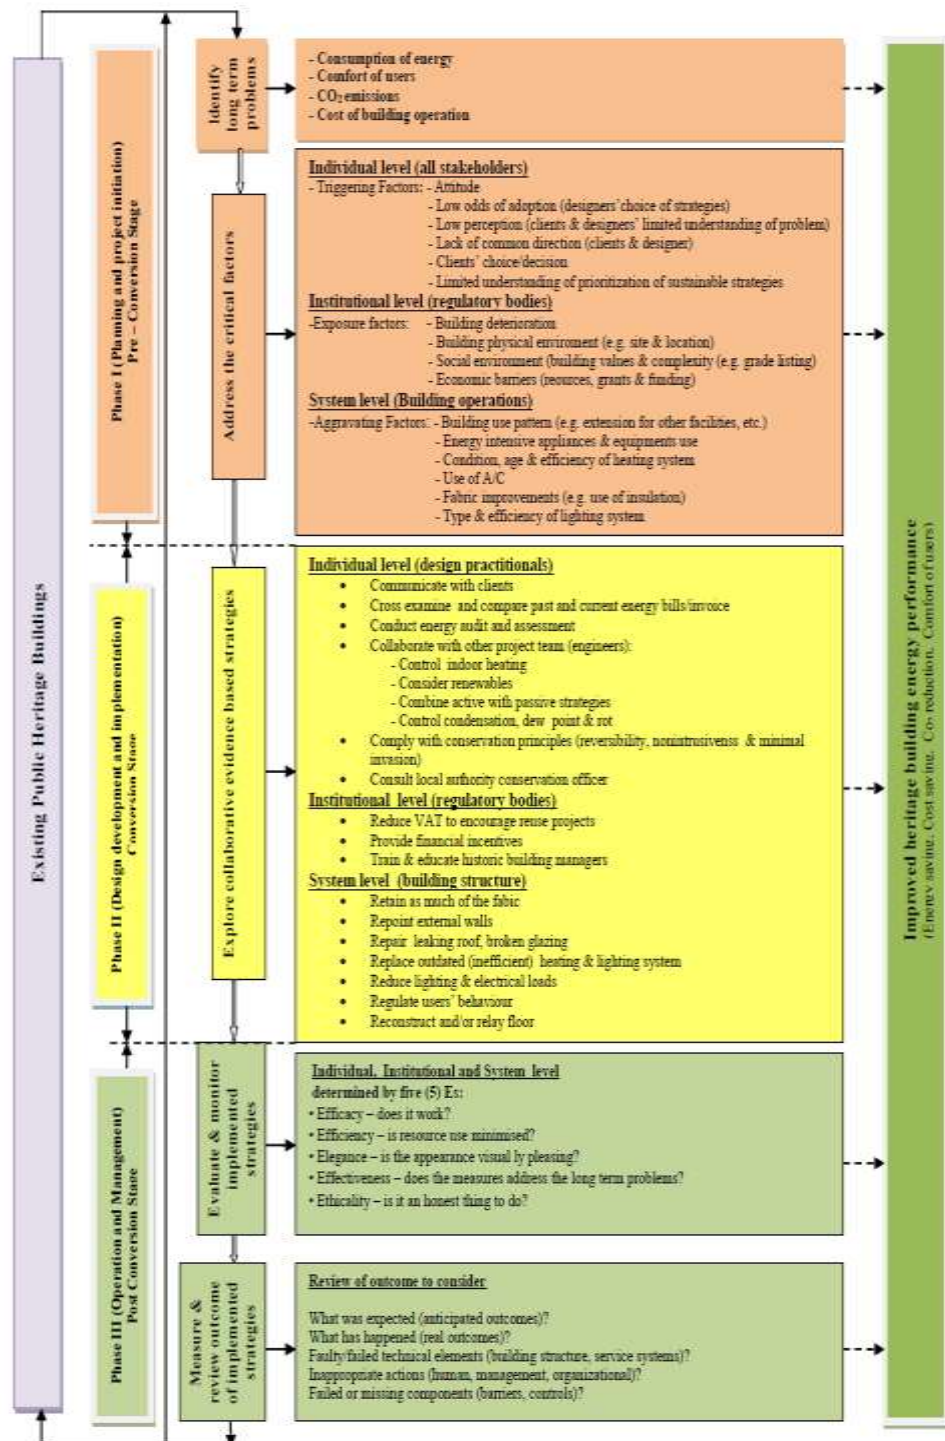 Existing Public Heritage Buildings
Phase I (Planning and project initiation)
Pre – Conversion Stage
Identify
long term
problems
- Consumption of energy
- Comfort of users
- CO₂ emissions
- Cost of building operation
Address the critical factors
Individual level (all stakeholders)
- Triggering Factors: - Attitude
- Low odds of adoption (designers' choice of strategies)
- Low perception (clients & designers' limited understanding of problem)
- Lack of common direction (clients & designer)
- Clients' choice/decision
- Limited understanding of prioritization of sustainable strategies
Institutional level (regulatory bodies)
-Exposure factors: - Building deterioration
- Building physical enviroment (e.g. site & location)
- Social environment (building values & complexity (e.g. grade listing)
- Economic barriers (reources, grants & funding)
System level (Building operations)
-Aggravating Factors: - Building use pattern (e.g. extension for other facilities, etc.)
- Energy intensive appliances & equipments use
- Condition, age & efficiency of heating system
- Use of A/C
- Fabric improvements (e.g. use of insulation)
- Type & efficiency of lighting system
Phase II (Design development and implementation)
Conversion Stage
Explore collaborative evidence based strategies
Individual level (design practitionals)
• Communicate with clients
• Cross examine and compare past and current energy bills/invoice
• Conduct energy audit and assessment
• Collaborate with other project team (engineers):
- Control indoor heating
- Consider renewables
- Combine active with passive strategies
- Control condensation, dew point & rot
• Comply with conservation principles (reversibility, nonintrusivenss & minimal
invasion)
• Consult local authority conservation officer
Institutional level (regulatory bodies)
• Reduce VAT to encourage reuse projects
• Provide financial incentives
• Train & educate historic building managers
System level (building structure)
• Retain as much of the fabic
• Repoint external walls
• Repair leaking roof, broken glazing
• Replace outdated (inefficient) heating & lighting system
• Reduce lighting & electrical loads
• Regulate users' behaviour
• Reconstruct and/or relay floor
Phase III (Operation and Management)
Post Conversion Stage
Evaluate & monitor
implemented
strategies
Individual, Institutional and System level
determined by five (5) Es:
• Efficacy – does it work?
• Efficiency – is resource use minimised?
• Elegance – is the appearance visual ly pleasing?
• Effectiveness – does the measures address the long term problems?
• Ethicality – is it an honest thing to do?
Measure &
review outcome
of implemented
strategies
Review of outcome to consider
What was expected (anticipated outcomes)?
What has happened (real outcomes)?
Faulty/failed technical elements (building structure, service systems)?
Inappropriate actions (human, management, organizational)?
Failed or missing components (barriers, controls)?
Improved heritage building energy performance
(Energy saving, Cost saving, Co₂ reduction, Comfort of users)